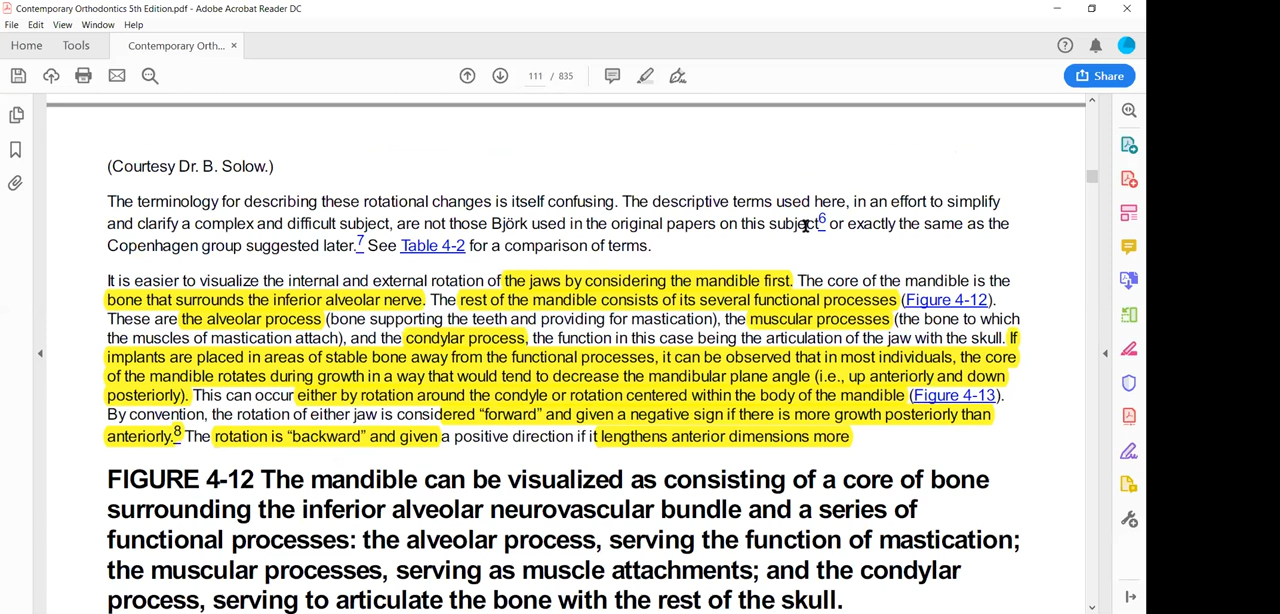 Contemporary Orthodontics 5th Edition.pdf - Adobe Acrobat Reader DC
File Edit View Window Help
Home Tools Contemporary Orth... ×
111 / 835
Share
(Courtesy Dr. B. Solow.)
The terminology for describing these rotational changes is itself confusing. The descriptive terms used here, in an effort to simplify
and clarify a complex and difficult subject, are not those Björk used in the original papers on this subject6 or exactly the same as the
Copenhagen group suggested later.7 See Table 4-2 for a comparison of terms.
It is easier to visualize the internal and external rotation of the jaws by considering the mandible first. The core of the mandible is the
bone that surrounds the inferior alveolar nerve. The rest of the mandible consists of its several functional processes (Figure 4-12).
These are the alveolar process (bone supporting the teeth and providing for mastication), the muscular processes (the bone to which
the muscles of mastication attach), and the condylar process, the function in this case being the articulation of the jaw with the skull. If
implants are placed in areas of stable bone away from the functional processes, it can be observed that in most individuals, the core
of the mandible rotates during growth in a way that would tend to decrease the mandibular plane angle (i.e., up anteriorly and down
posteriorly). This can occur either by rotation around the condyle or rotation centered within the body of the mandible (Figure 4-13).
By convention, the rotation of either jaw is considered “forward” and given a negative sign if there is more growth posteriorly than
anteriorly.8 The rotation is “backward” and given a positive direction if it lengthens anterior dimensions more
FIGURE 4-12 The mandible can be visualized as consisting of a core of bone
surrounding the inferior alveolar neurovascular bundle and a series of
functional processes: the alveolar process, serving the function of mastication;
the muscular processes, serving as muscle attachments; and the condylar
process, serving to articulate the bone with the rest of the skull.